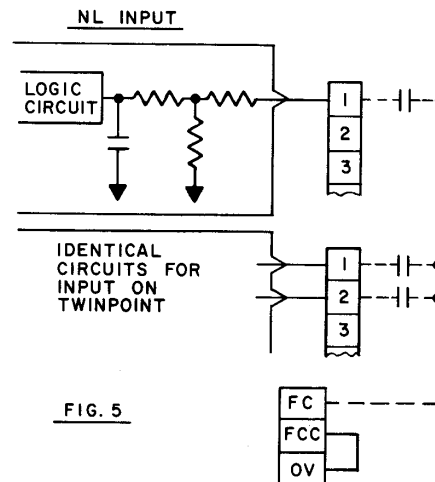 NL INPUT
LOGIC
CIRCUIT
1
2
3
IDENTICAL
CIRCUITS FOR
INPUT ON
TWINPOINT
1
2
3
FIG. 5
FC
FCC
OV